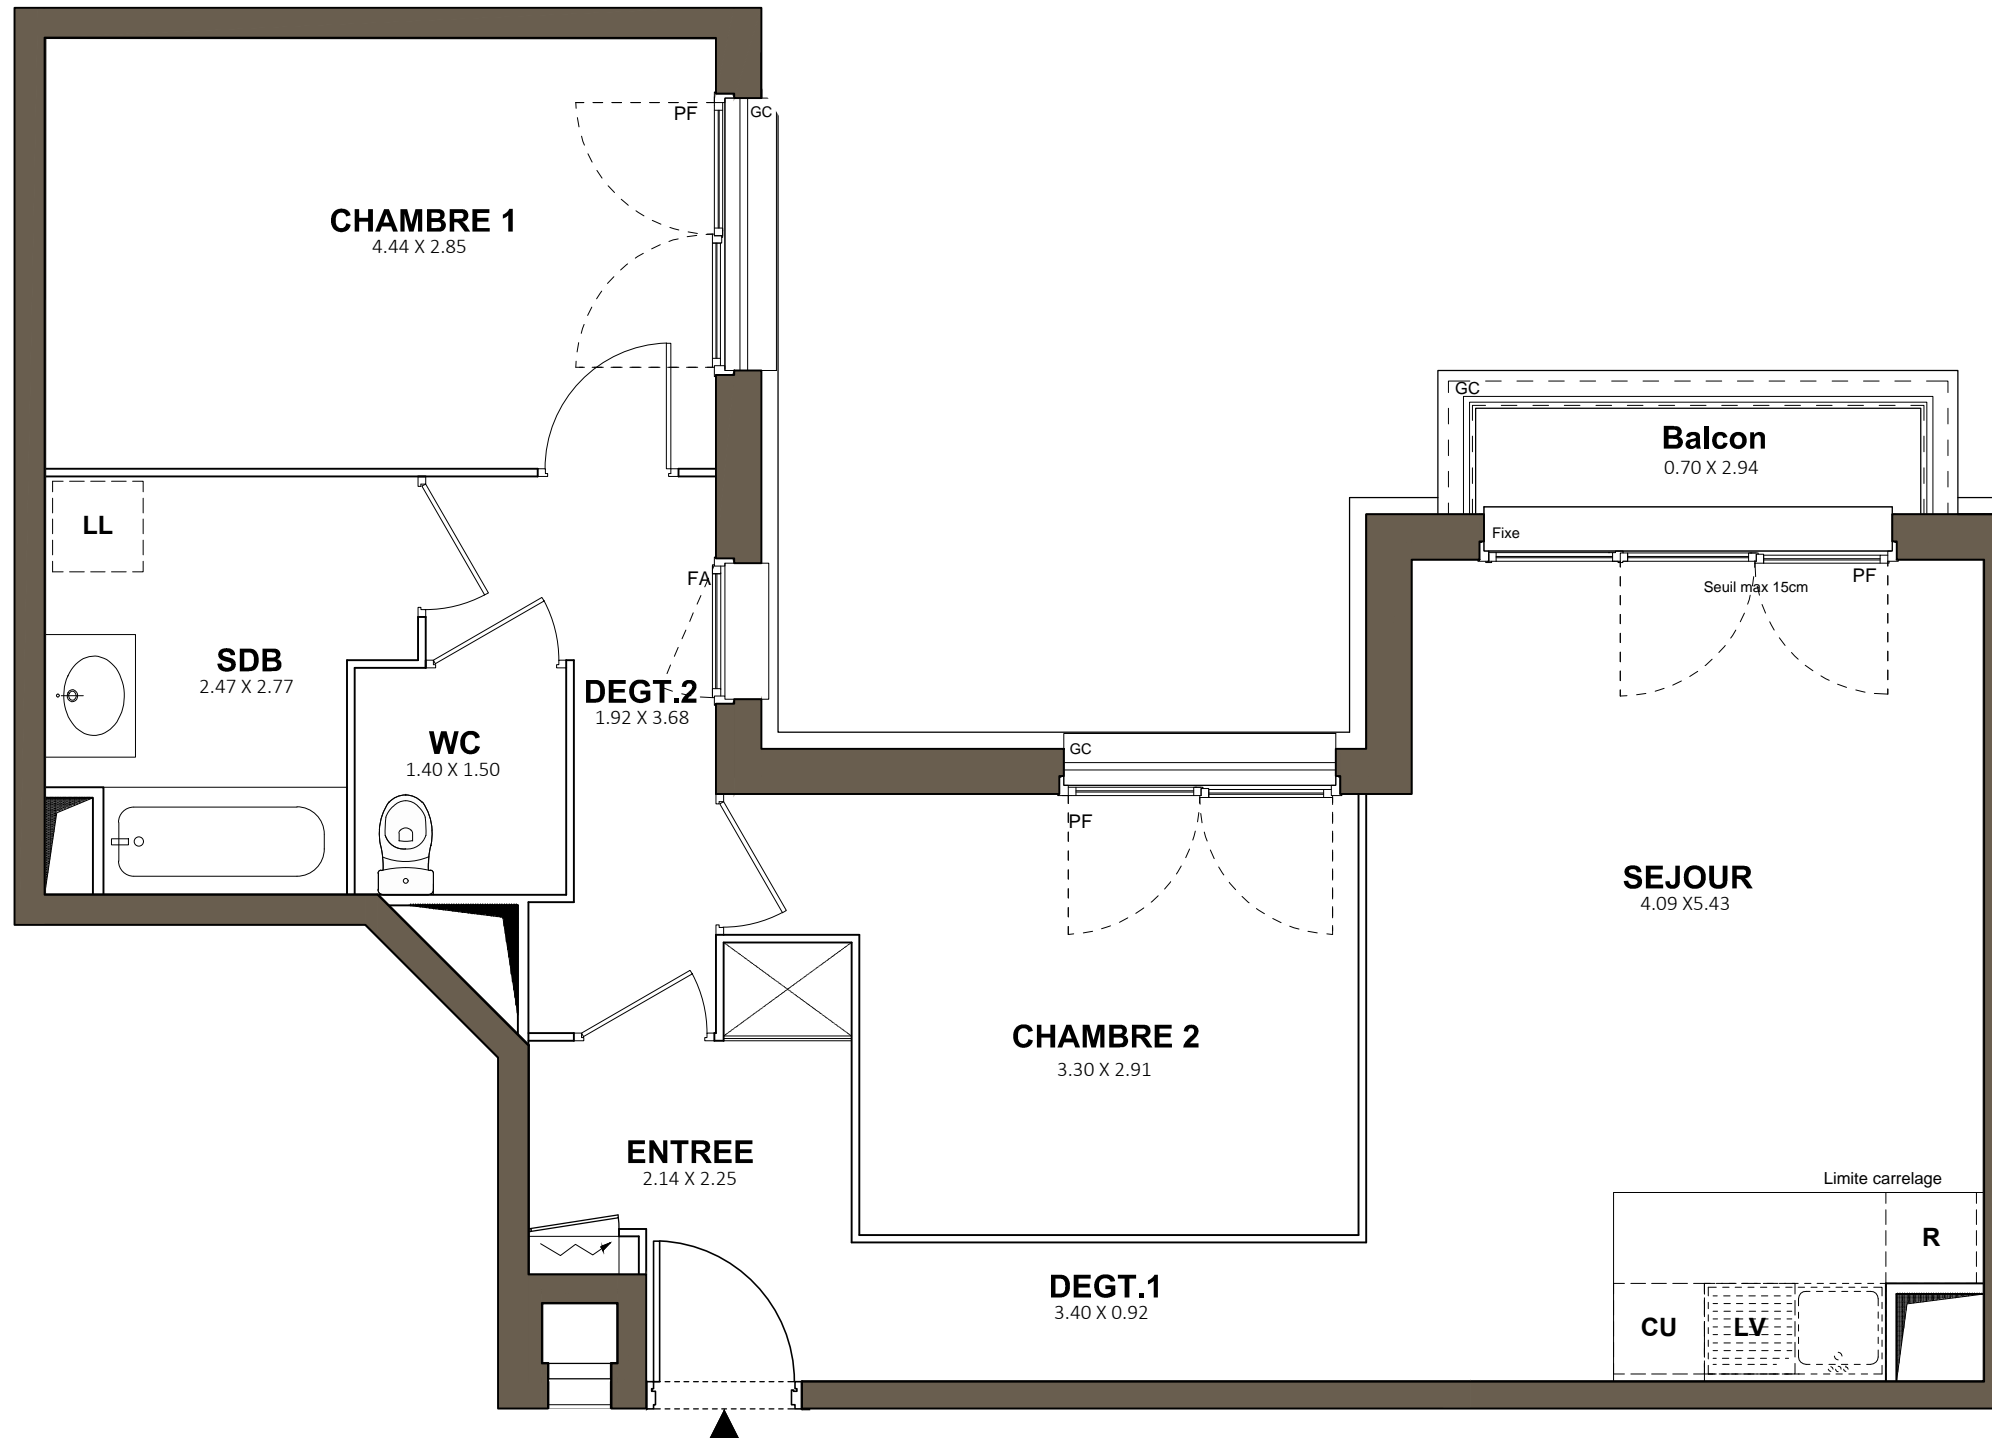 PF
GC
CHAMBRE 1
4.44 X 2.85
GC
Balcon
0.70 X 2.94
LL
Fixe
FA
PF
Seuil max 15cm
SDB
2.47 X 2.77
DEGT.2
1.92 X 3.68
WC
1.40 X 1.50
GC
PF
SEJOUR
4.09 X5.43
CHAMBRE 2
3.30 X 2.91
ENTREE
2.14 X 2.25
Limite carrelage
R
DEGT.1
3.40 X 0.92
CU
LV